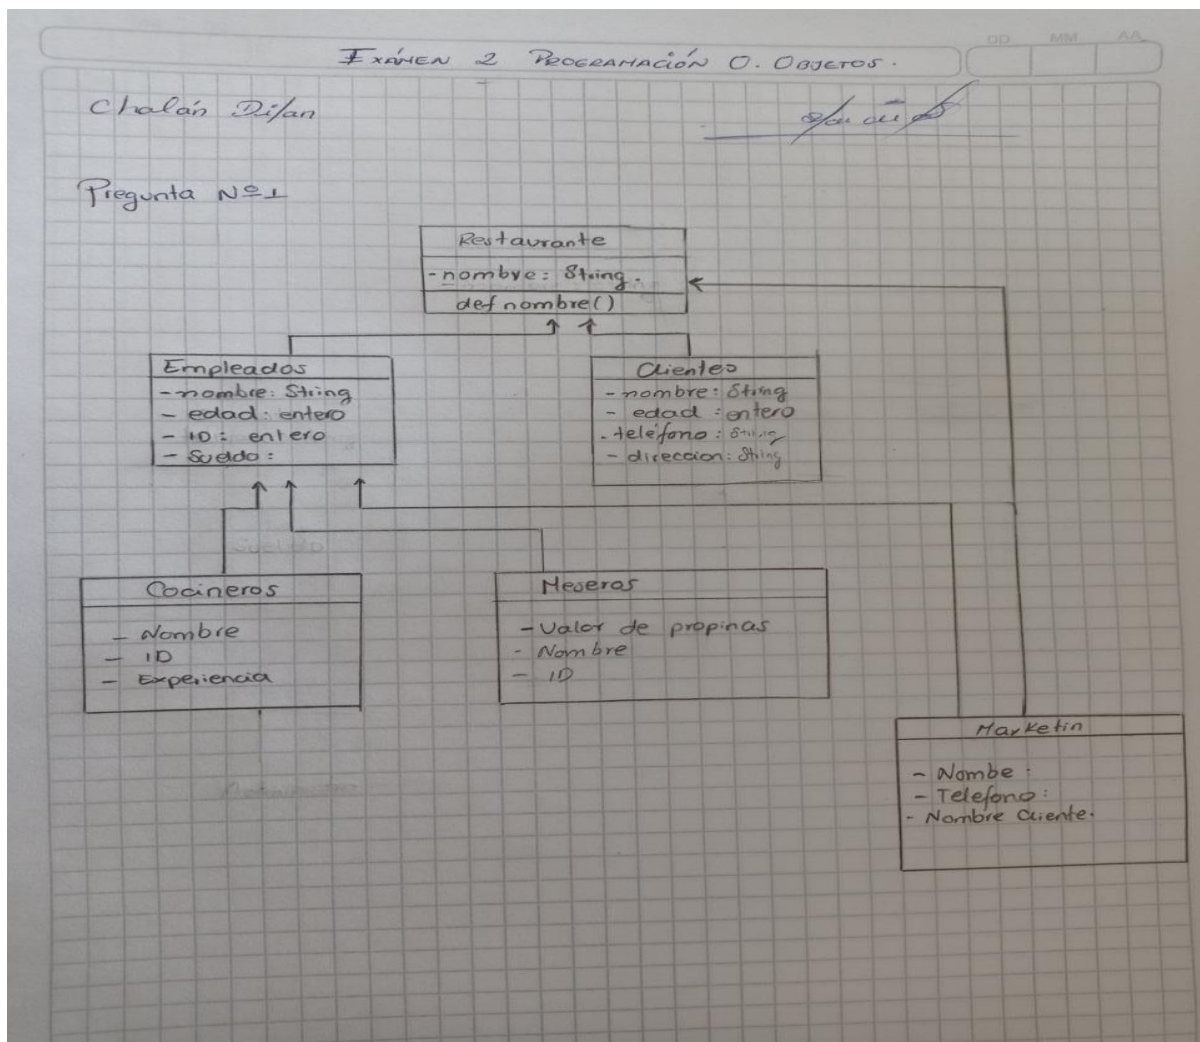 DD MM AA
EXÁMEN 2 PROGRAMACIÓN O. OBJETOS.
Chalán Dilan
Pregunta Nº1
Restaurante
- nombre: String.
def nombre()
Empleados
- nombre: String
- edad: entero
- ID: entero
- Sueldo:
Clientes
- nombre: String
- edad: entero
- teléfono: String
- direccion: String
Cocineros
- Nombre
- ID
- Experiencia
Meseros
- Valor de propinas
- Nombre
- ID
Marketin
- Nombe:
- Telefono:
- Nombre Cliente.